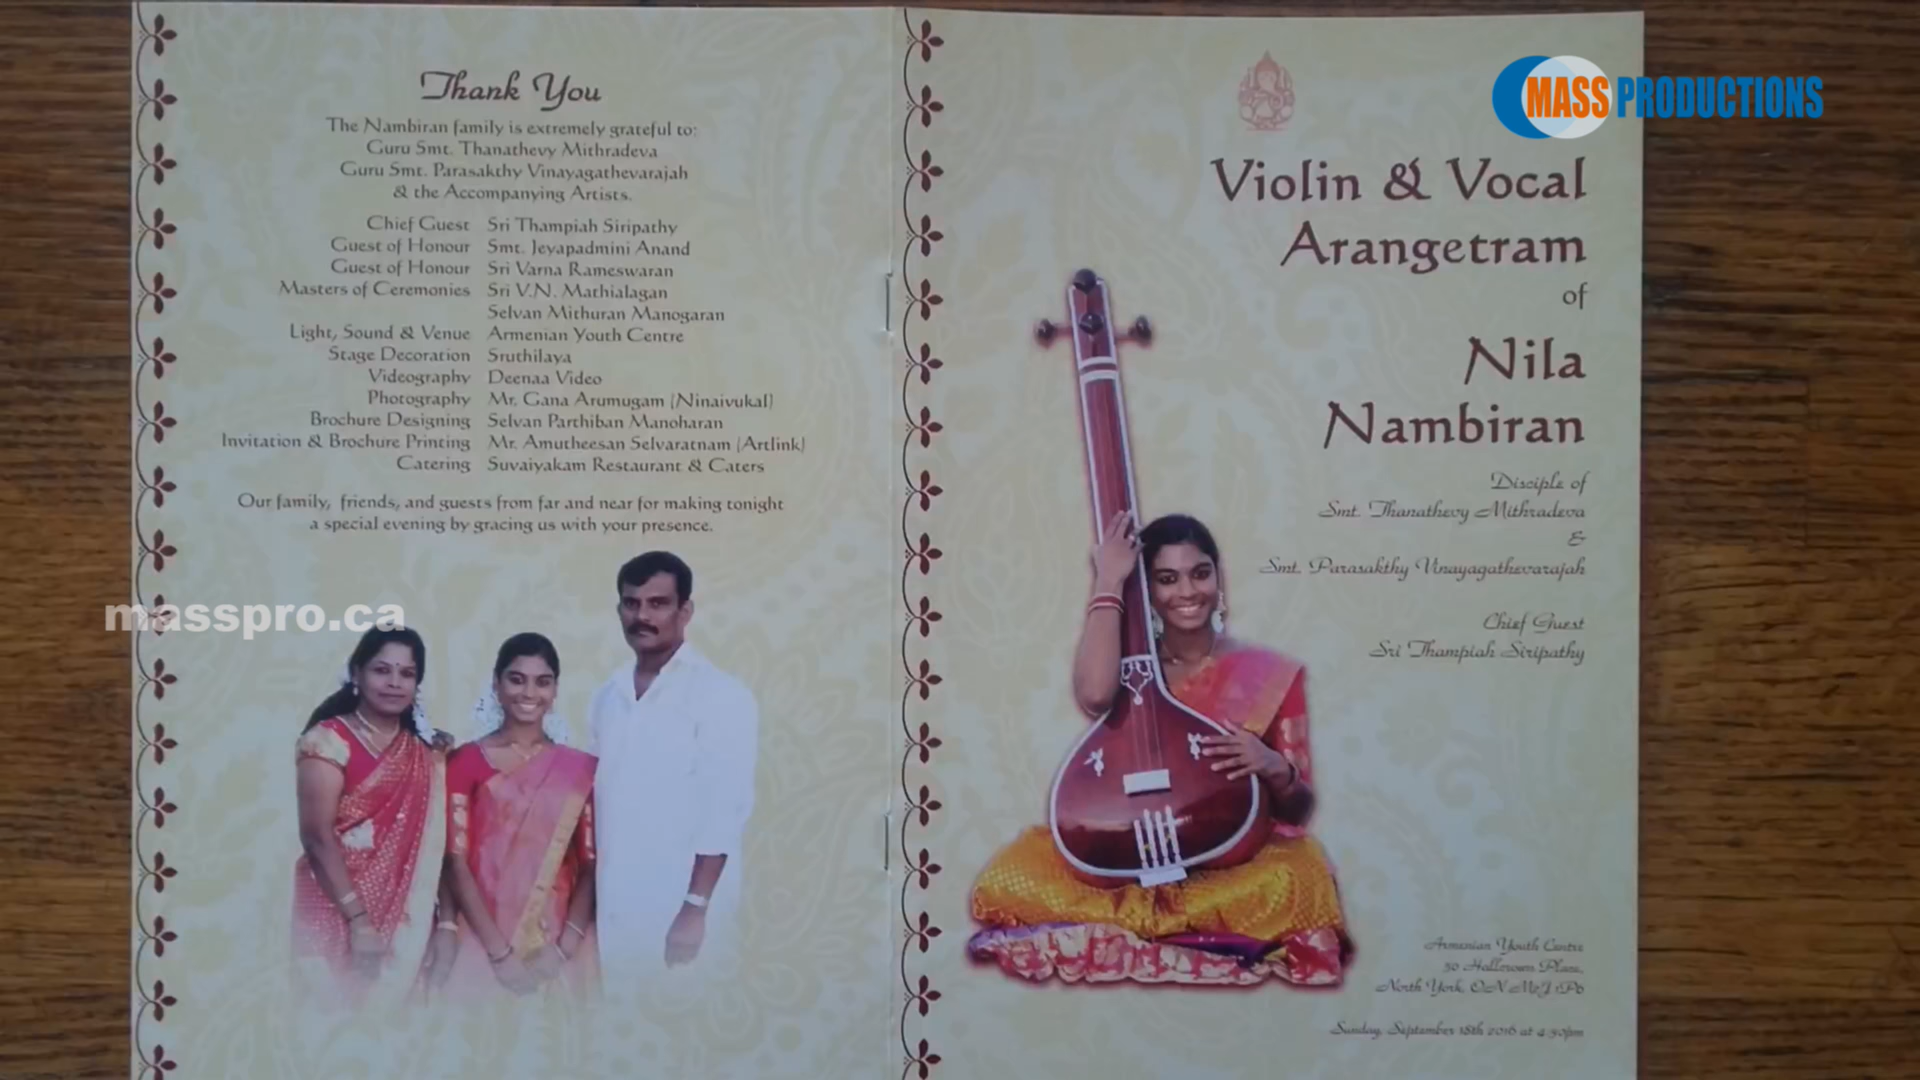 Thank You
The Nambiran family is extremely grateful to:
Guru Smt. Thanathevy Mithradeva
Guru Smt. Parasakthy Vinayagathevarajah
& the Accompanying Artists.
Chief Guest Sri Thampiah Siripathy
Guest of Honour Smt. Jeyapadmini Anand
Guest of Honour Sri Varna Rameswaran
Masters of Ceremonies Sri V.N. Mathialagan
Selvan Mithuran Manogaran
Light, Sound & Venue Armenian Youth Centre
Stage Decoration Sruthilaya
Videography Deenaa Video
Photography Mr. Gana Arumugam (Ninaivukal)
Brochure Designing Selvan Parthiban Manoharan
Invitation & Brochure Printing Mr. Amutheesan Selvaratnam (Artlink)
Catering Suvaiyakam Restaurant & Caters
Our family, friends, and guests from far and near for making tonight
a special evening by gracing us with your presence.
masspro.ca
MASS PRODUCTIONS
Violin & Vocal
Arangetram
of
Nila
Nambiran
Disciple of
Smt. Thanathevy Mithradeva
&
Smt. Parasakthy Vinayagathevarajah
Chief Guest
Sri Thampiah Siripathy
Armenian Youth Centre
50 Hallcrown Place,
North York, ON M2J 1P6
Sunday, September 18th 2016 at 4:30pm